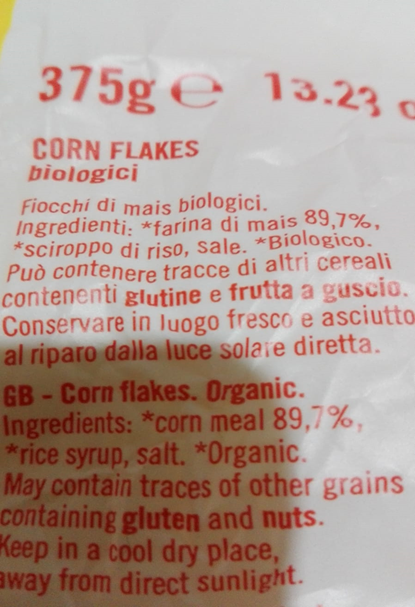 375g ℮ 13.23 o
CORN FLAKES
biologici
Fiocchi di mais biologici.
Ingredienti: *farina di mais 89,7%,
*sciroppo di riso, sale. *Biologico.
Può contenere tracce di altri cereali
contenenti glutine e frutta a guscio.
Conservare in luogo fresco e asciutto
al riparo dalla luce solare diretta.
GB - Corn flakes. Organic.
Ingredients: *corn meal 89,7%,
*rice syrup, salt. *Organic.
May contain traces of other grains
containing gluten and nuts.
Keep in a cool dry place,
away from direct sunlight.